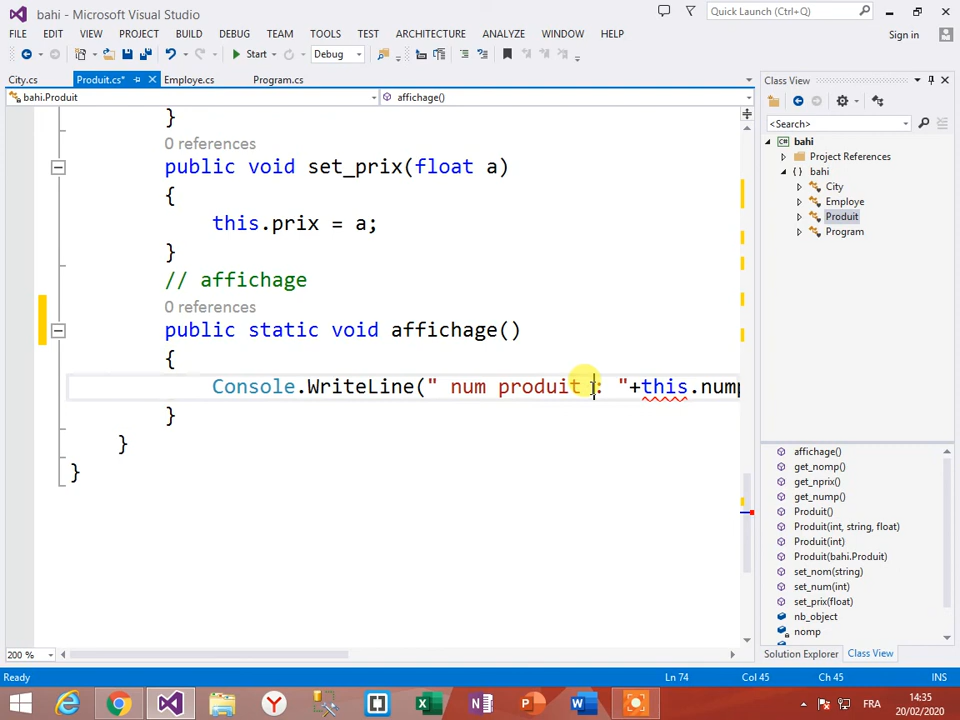 bahi - Microsoft Visual Studio
Quick Launch (Ctrl+Q)
FILE EDIT VIEW PROJECT BUILD DEBUG TEAM TOOLS TEST ARCHITECTURE ANALYZE WINDOW HELP
Sign in
Start Debug
City.cs Produit.cs* Employe.cs Program.cs
bahi.Produit affichage()
}
0 references
public void set_prix(float a)
{
this.prix = a;
}
// affichage
0 references
public static void affichage()
{
Console.WriteLine(" num produit : "+this.nump
}
}
}
200 %
Class View
<Search>
bahi
Project References
bahi
City
Employe
Produit
Program
affichage()
get_nomp()
get_nprix()
get_nump()
Produit()
Produit(int, string, float)
Produit(int)
Produit(bahi.Produit)
set_nom(string)
set_num(int)
set_prix(float)
nb_object
nomp
Solution Explorer Class View
Ready Ln 74 Col 45 Ch 45 INS
FR 14:35
20/02/2020